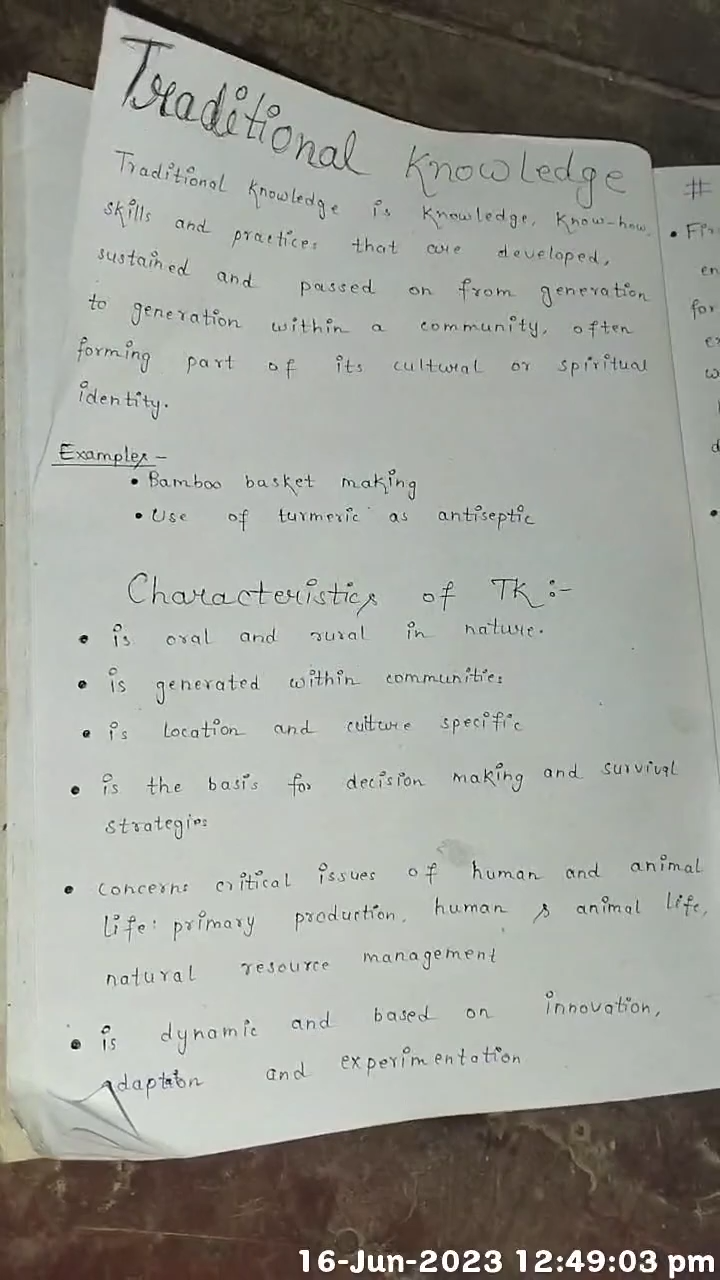 Traditional Knowledge
Traditional knowledge is knowledge, know-how,
skills and practices that are developed,
sustained and passed on from generation
to generation within a community, often
forming part of its cultural or spiritual
identity.
Examples -
• Bamboo basket making
• Use of turmeric as antiseptic
Characteristics of TK :-
• is oral and rural in nature.
• is generated within communities
• is location and culture specific
• is the basis for decision making and survival
strategies
• concerns critical issues of human and animal
life: primary production, human & animal life,
natural resource management
• is dynamic and based on innovation,
adaption and experimentation
#
16-Jun-2023 12:49:03 pm